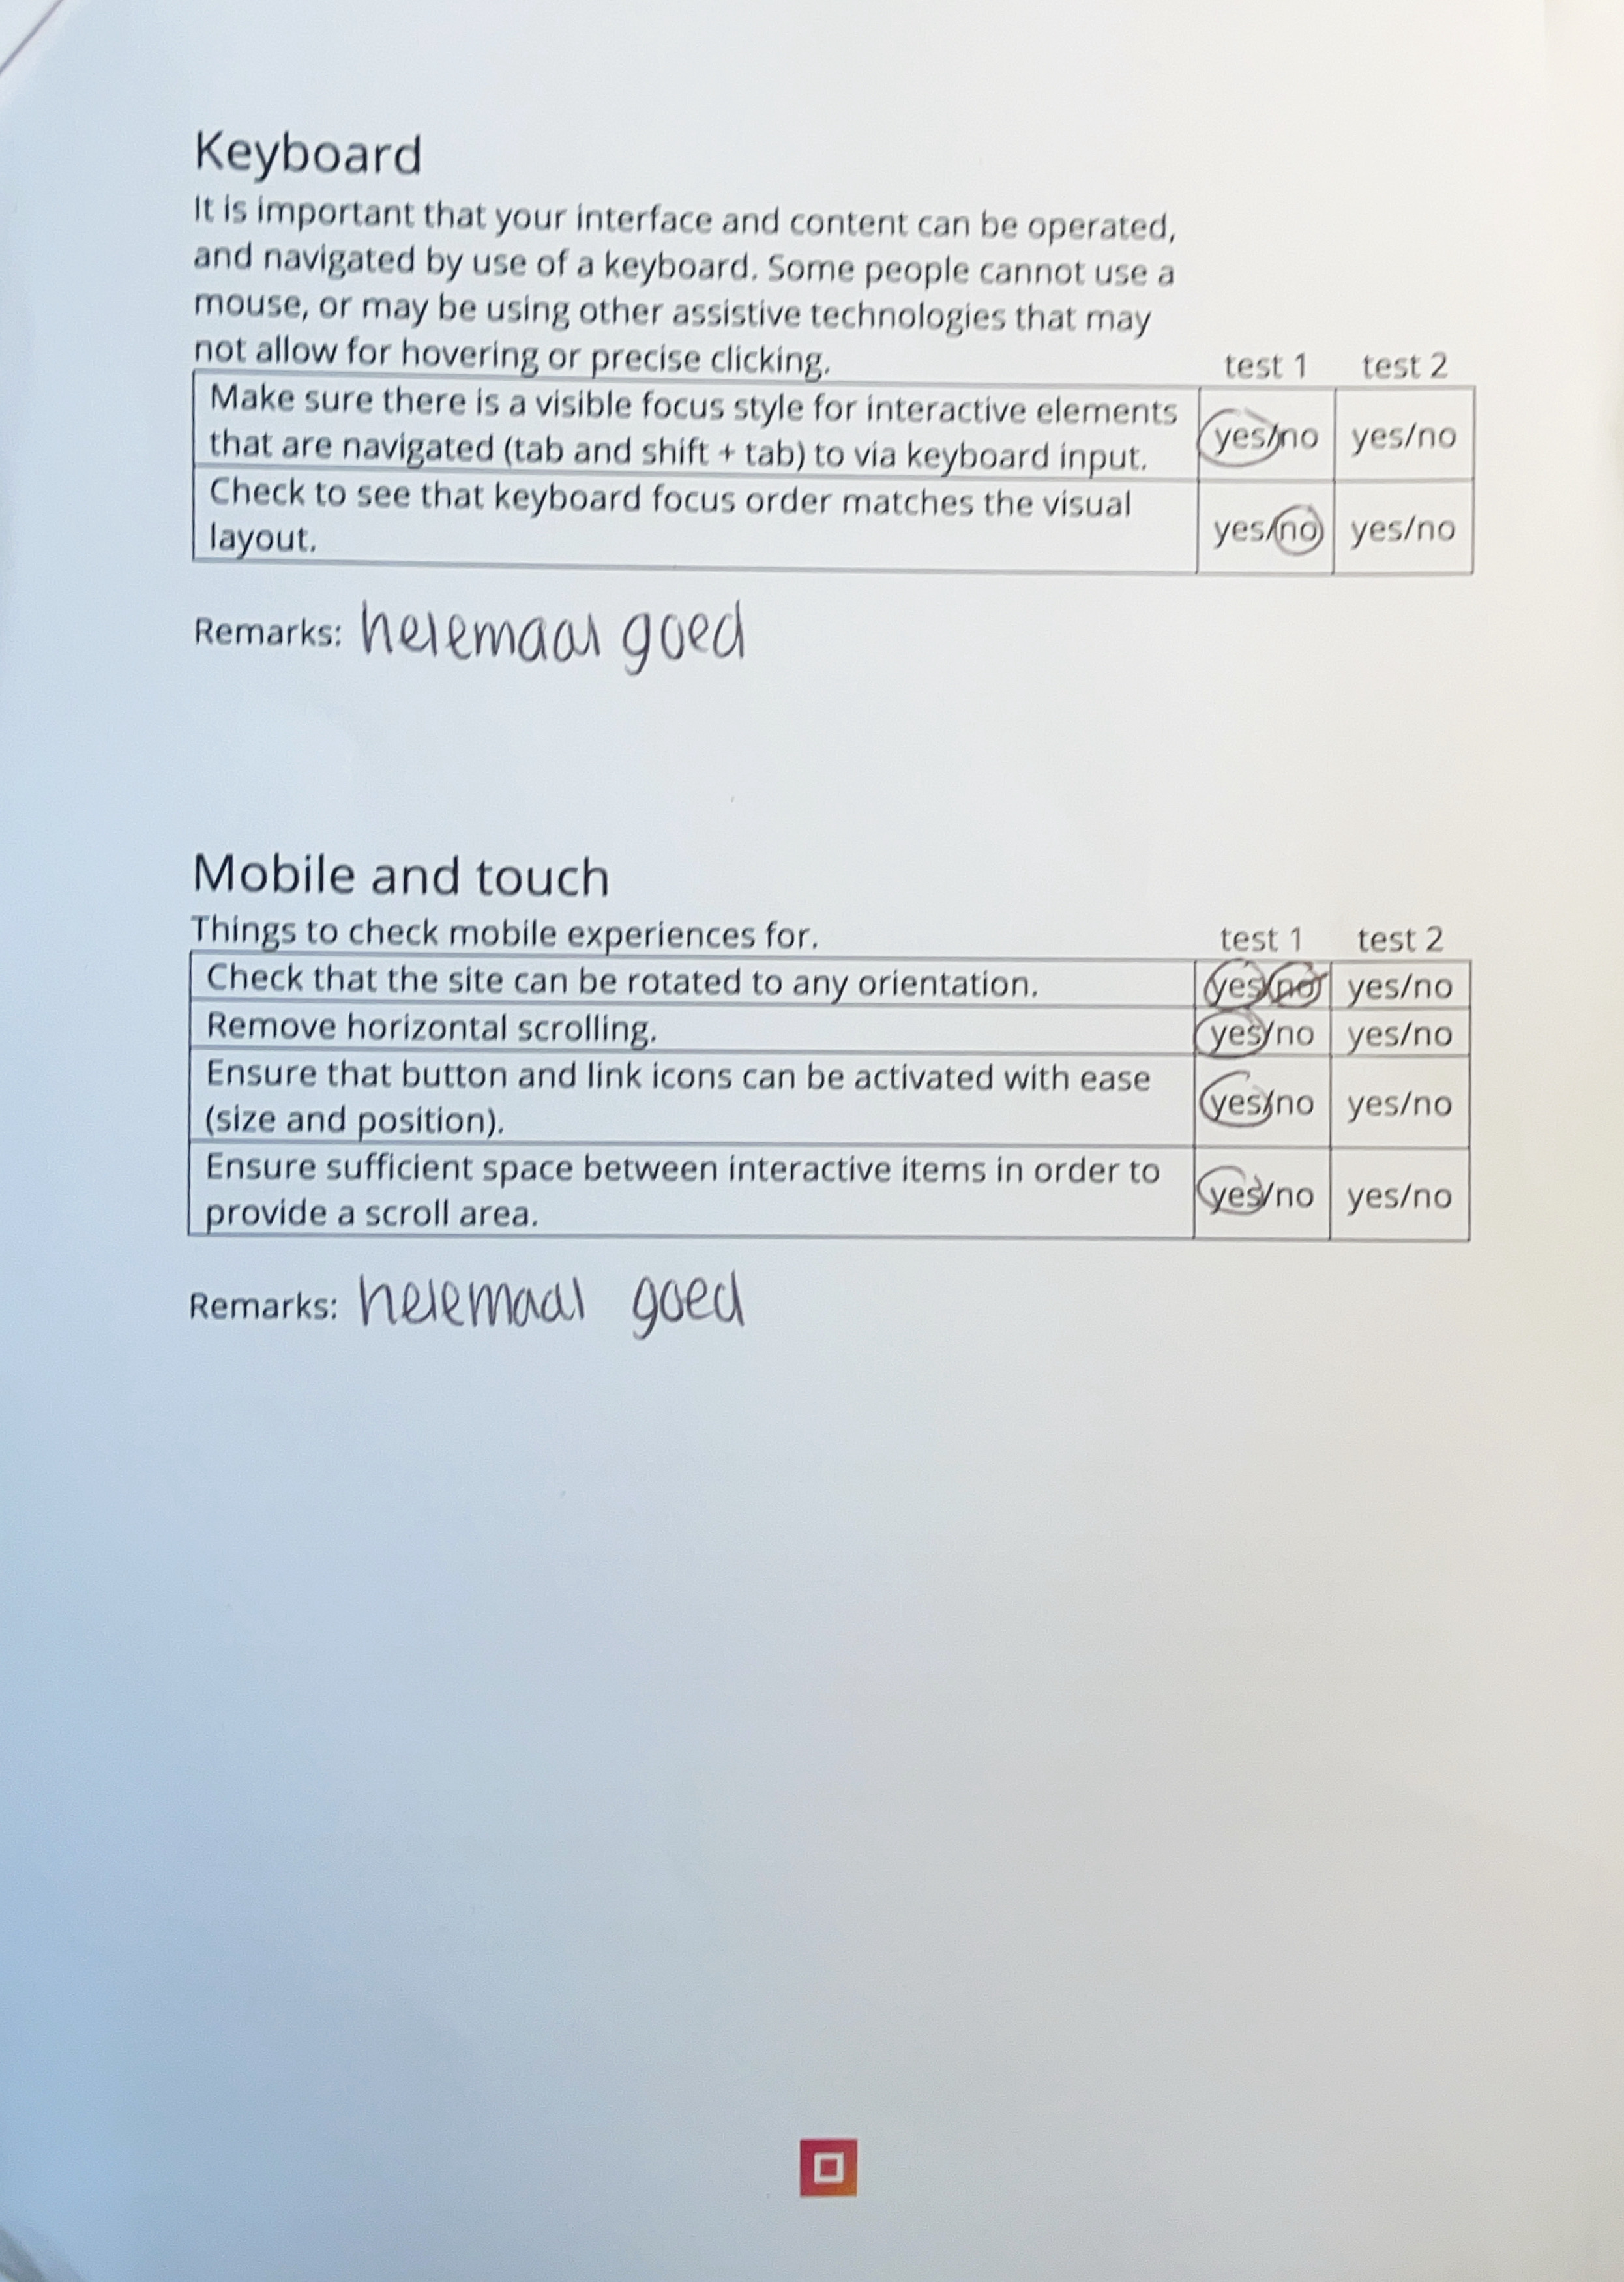 Keyboard
It is important that your interface and content can be operated,
and navigated by use of a keyboard. Some people cannot use a
mouse, or may be using other assistive technologies that may
not allow for hovering or precise clicking. test 1 test 2
Make sure there is a visible focus style for interactive elements
that are navigated (tab and shift + tab) to via keyboard input. yes/no yes/no
Check to see that keyboard focus order matches the visual
layout. yes/no yes/no
Remarks: helemaal goed
Mobile and touch
Things to check mobile experiences for. test 1 test 2
Check that the site can be rotated to any orientation. yes/no yes/no
Remove horizontal scrolling. yes/no yes/no
Ensure that button and link icons can be activated with ease
(size and position). yes/no yes/no
Ensure sufficient space between interactive items in order to
provide a scroll area. yes/no yes/no
Remarks: helemaal goed